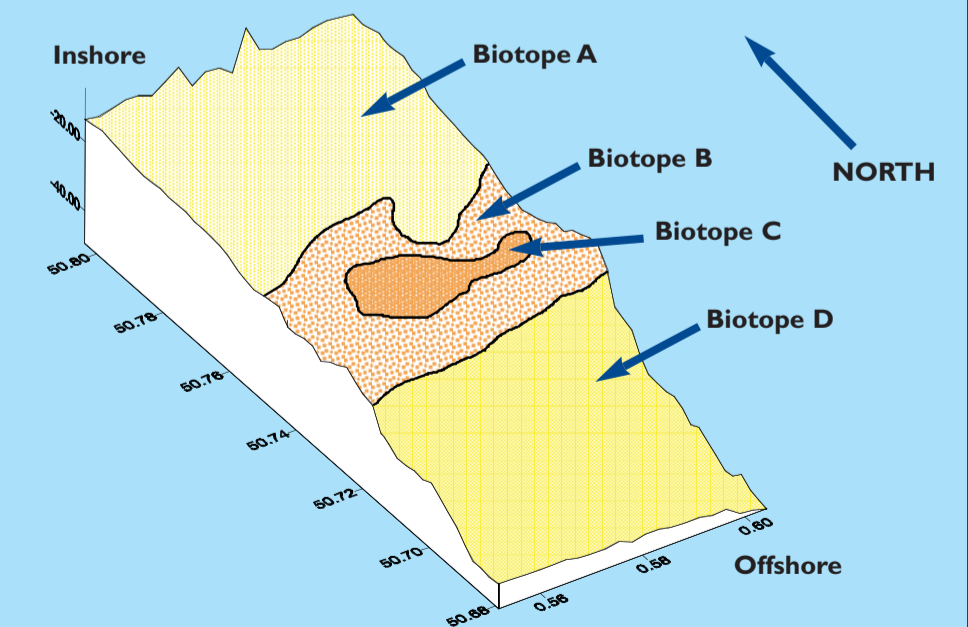 Inshore
Biotope A
Biotope B
NORTH
Biotope C
Biotope D
Offshore
-20.00
-40.00
50.80
50.78
50.76
50.74
50.72
50.70
50.68
0.56
0.58
0.60